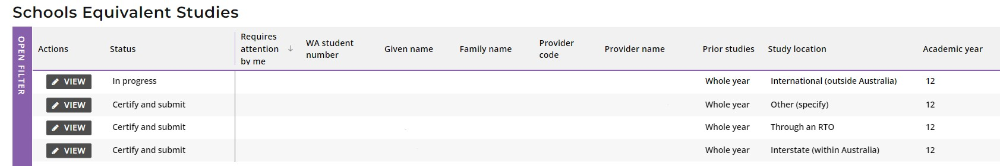 Schools Equivalent Studies
OPEN FILTER
Actions Status Requires attention by me ↓ WA student number Given name Family name Provider code Provider name Prior studies Study location Academic year
VIEW In progress Whole year International (outside Australia) 12
VIEW Certify and submit Whole year Other (specify) 12
VIEW Certify and submit Whole year Through an RTO 12
VIEW Certify and submit Whole year Interstate (within Australia) 12